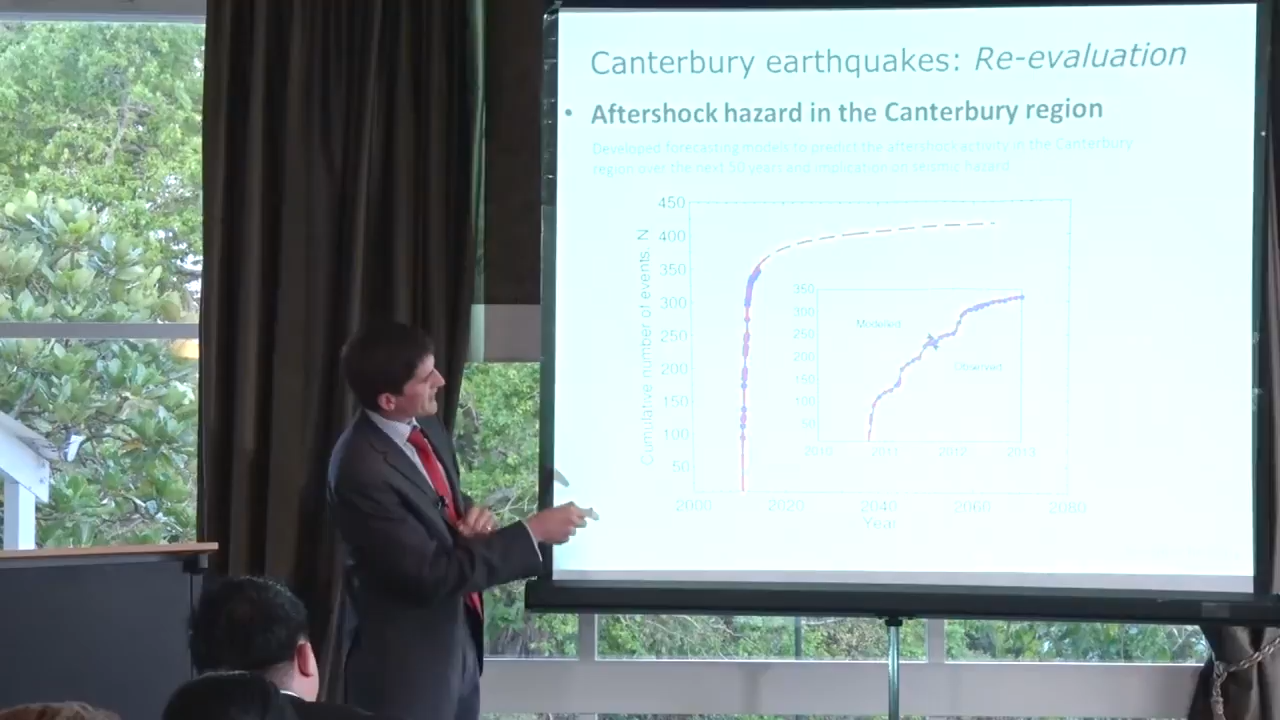 Canterbury earthquakes: Re-evaluation
• Aftershock hazard in the Canterbury region
Developed forecasting models to predict the aftershock activity in the Canterbury
region over the next 50 years and implication on seismic hazard
Cumulative number of events, N
450
400
350
300
250
200
150
100
50
2000 2020 2040 2060 2080
Year
350
300
250
200
150
100
50
2010 2011 2012 2013
Modelled
Observed